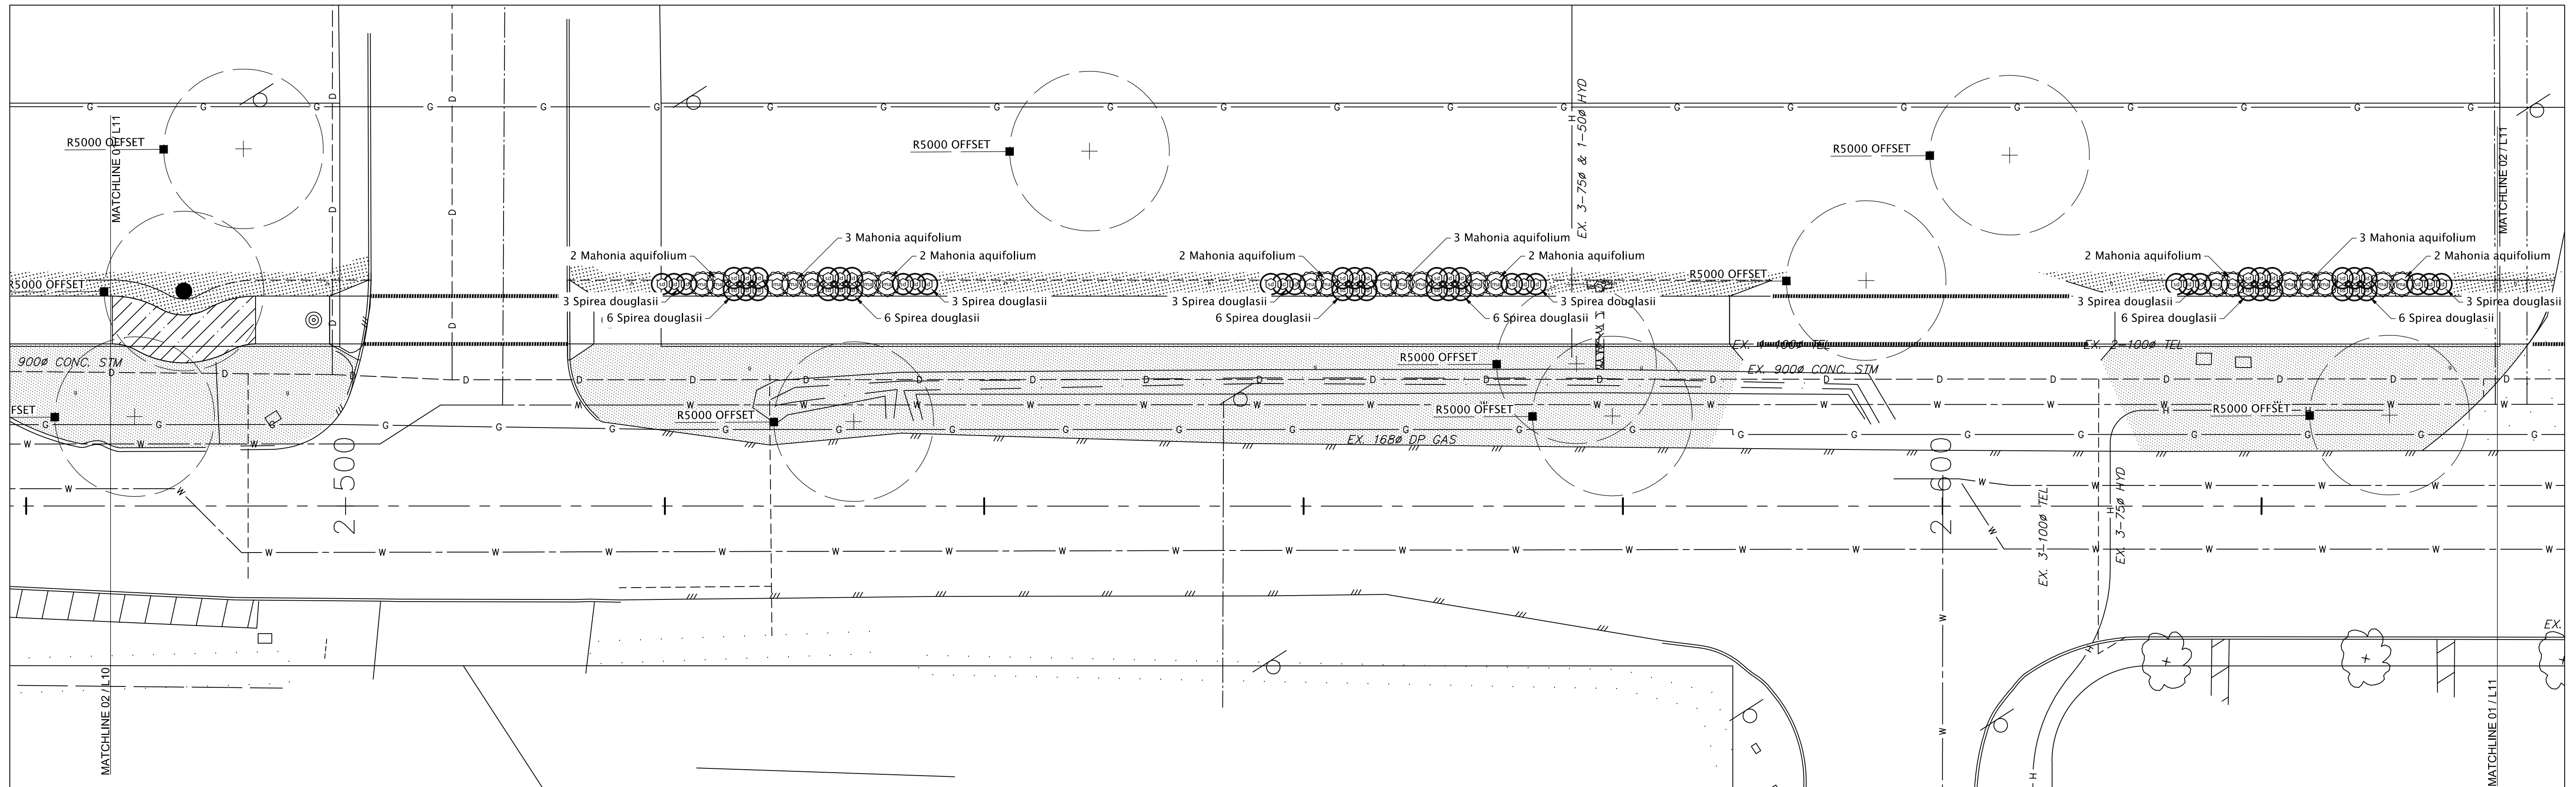 R5000 OFFSET
MATCHLINE 01 / L11
R5000 OFFSET
R5000 OFFSET
MATCHLINE 02 / L11
EX. 3-75ø & 1-50ø HYD
2 Mahonia aquifolium
3 Mahonia aquifolium
2 Mahonia aquifolium
3 Spirea douglasii
6 Spirea douglasii
3 Spirea douglasii
6 Spirea douglasii
2 Mahonia aquifolium
3 Mahonia aquifolium
2 Mahonia aquifolium
3 Spirea douglasii
6 Spirea douglasii
3 Spirea douglasii
6 Spirea douglasii
2 Mahonia aquifolium
3 Mahonia aquifolium
2 Mahonia aquifolium
3 Spirea douglasii
6 Spirea douglasii
3 Spirea douglasii
6 Spirea douglasii
R5000 OFFSET
R5000 OFFSET
900ø CONC. STM
EX. 2-100ø TEL
R5000 OFFSET
EX. 900ø CONC. STM
FSET
R5000 OFFSET
R5000 OFFSET
R5000 OFFSET
EX. 168ø DP GAS
2-500
2-600
EX. 3-100ø TEL
EX. 3-75ø HYD
EX.
MATCHLINE 02 / L10
MATCHLINE 01 / L11